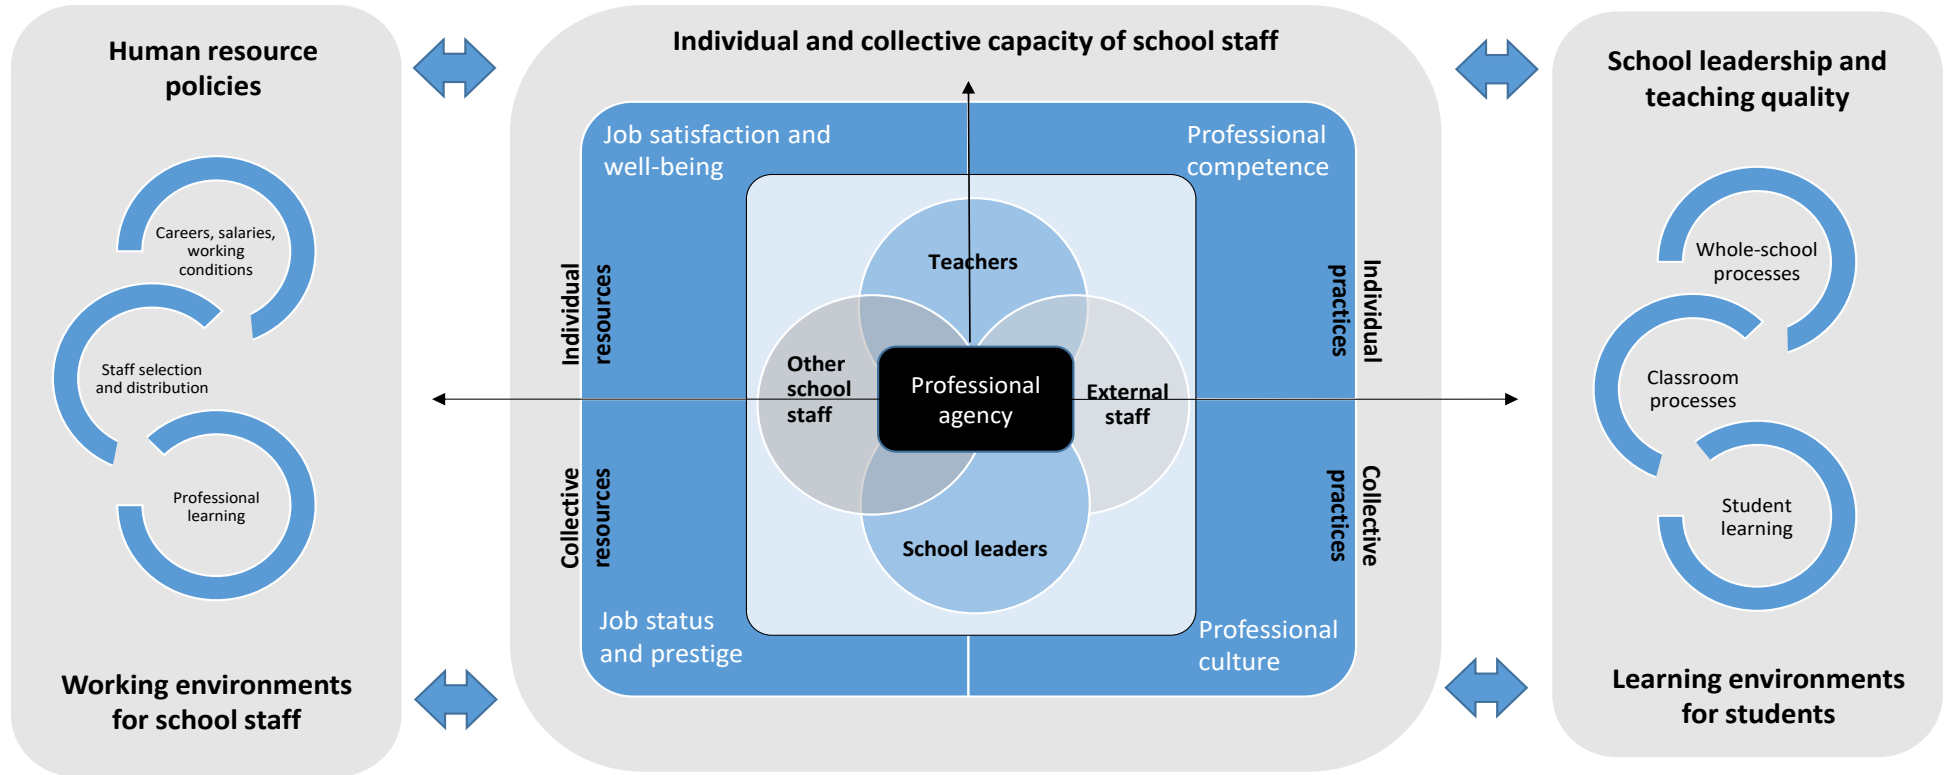 Human resource
policies
Careers, salaries,
working
conditions
Staff selection
and distribution
Professional
learning
Working environments
for school staff
Individual and collective capacity of school staff
Job satisfaction and
well-being
Professional
competence
Individual
resources
Individual
practices
Teachers
Other
school
staff
Professional
agency
External
staff
School leaders
Collective
resources
Collective
practices
Job status
and prestige
Professional
culture
School leadership and
teaching quality
Whole-school
processes
Classroom
processes
Student
learning
Learning environments
for students